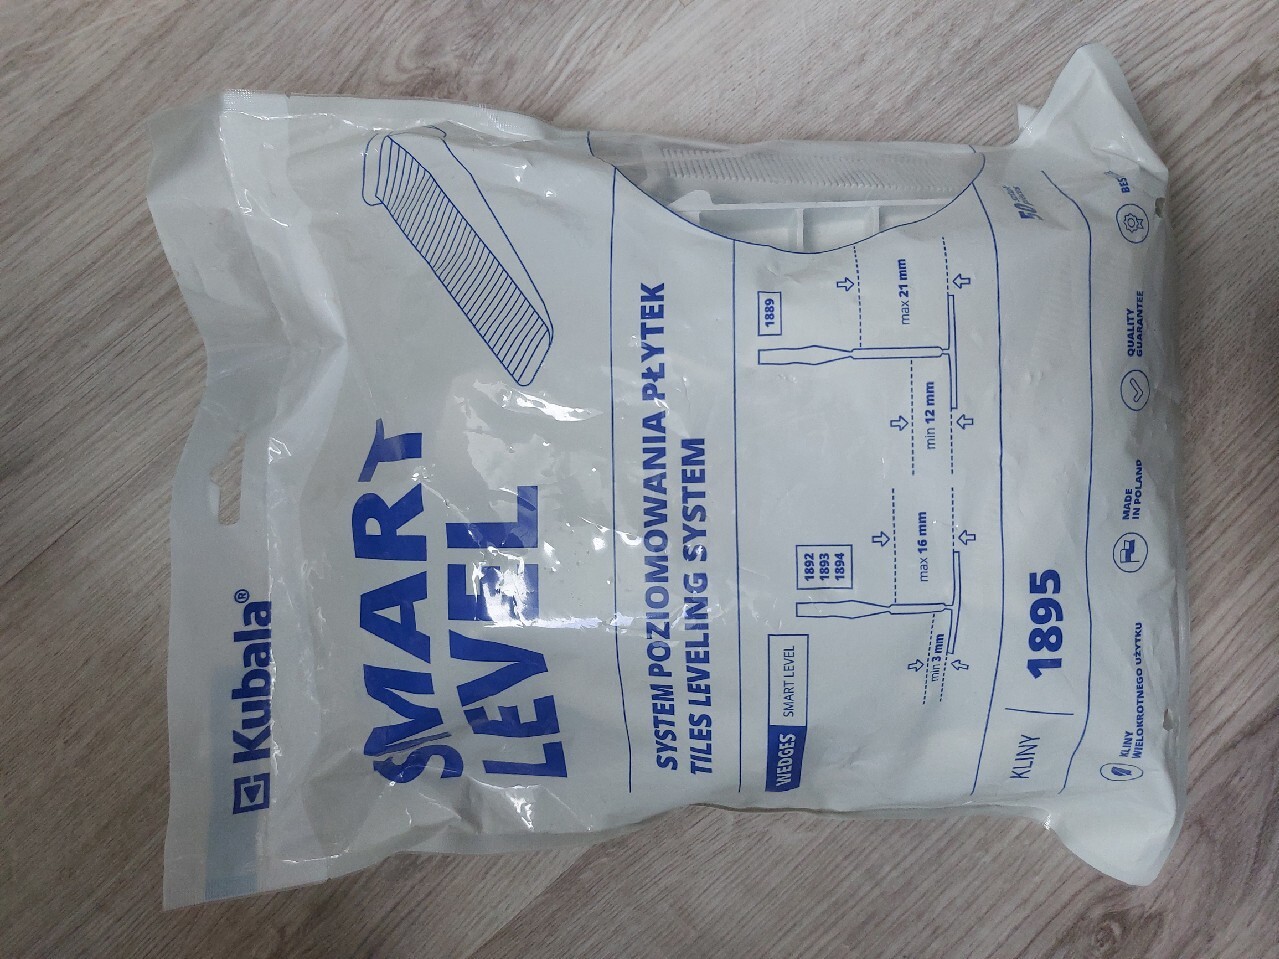 Kubala®
SMART
LEVEL
SYSTEM POZIOMOWANIA PŁYTEK
TILES LEVELING SYSTEM
WEDGES
SMART LEVEL
1892
1893
1894
1889
max 16 mm
min 3 mm
max 21 mm
min 12 mm
KLINY
1895
50
KLINY
WIELOKROTNEGO UŻYTKU
MADE
IN POLAND
QUALITY
GUARANTEE